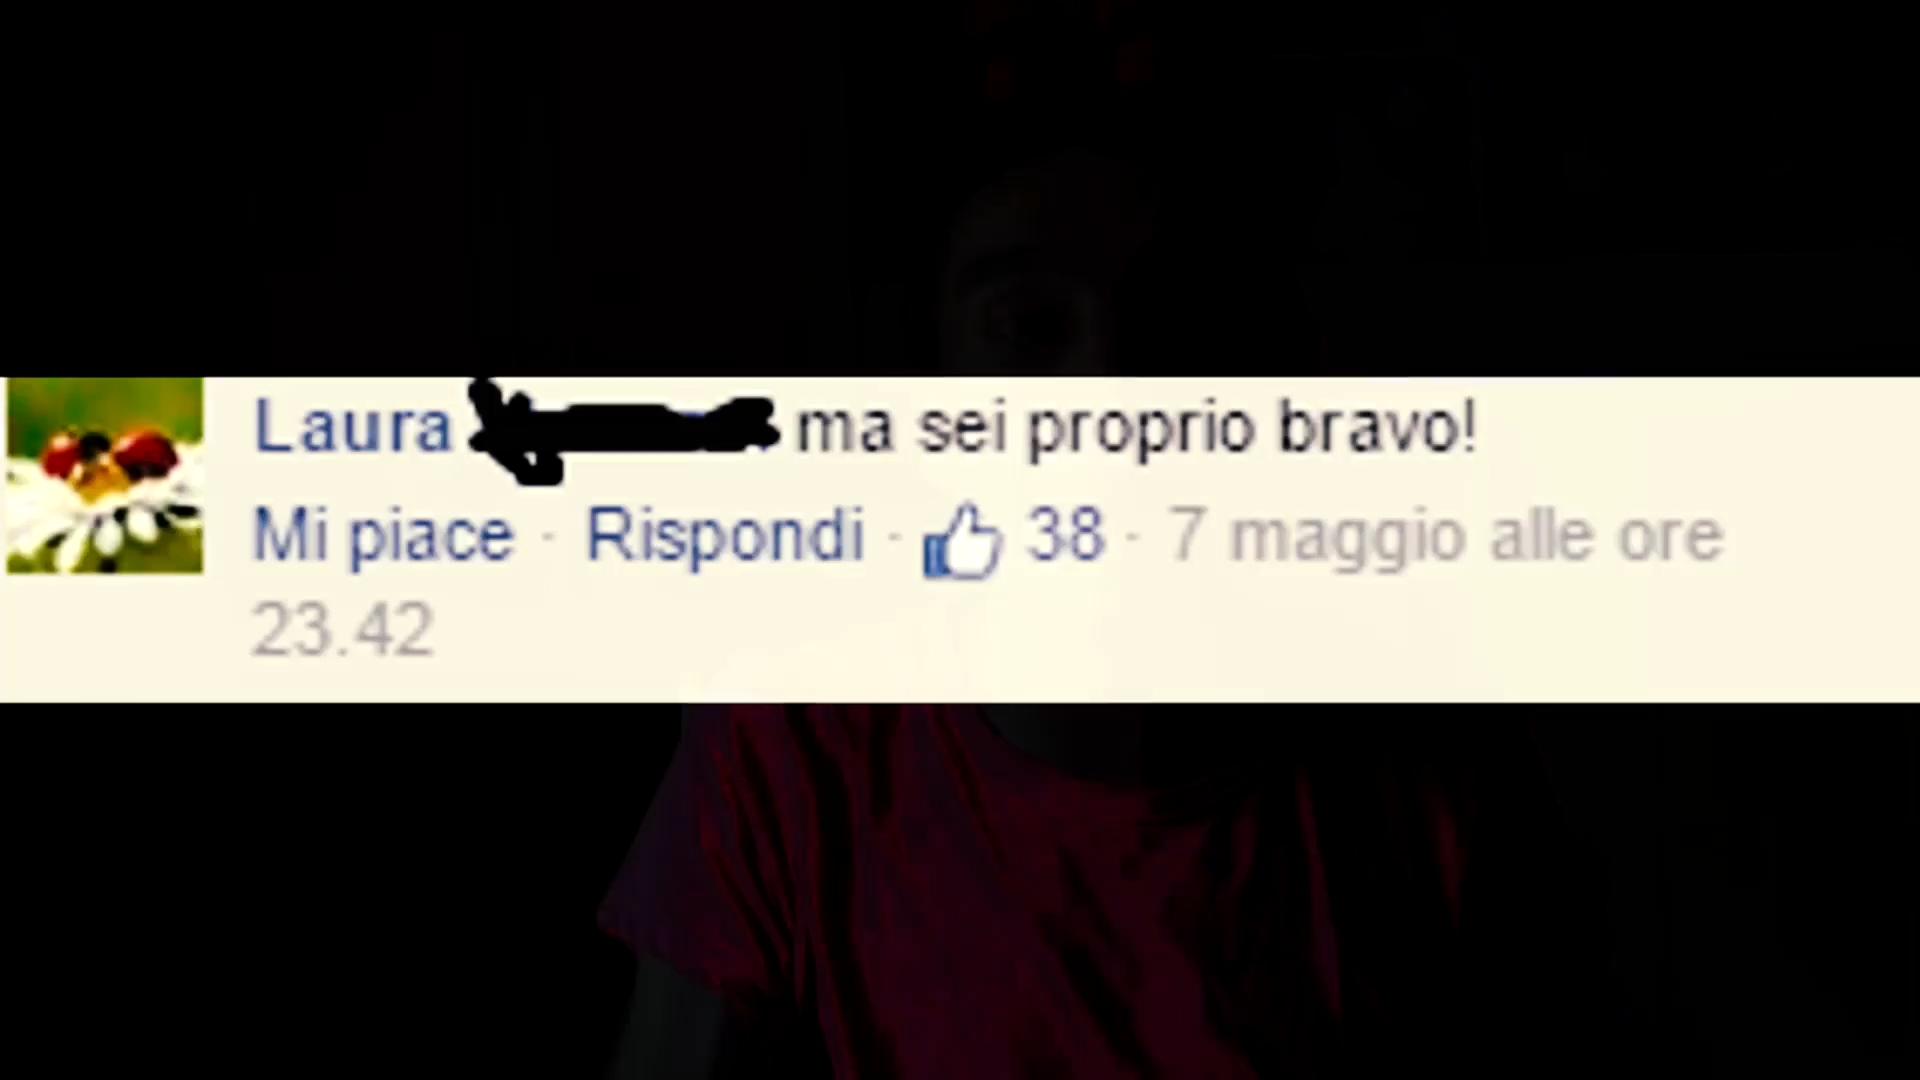 Laura ma sei proprio bravo!
Mi piace · Rispondi · 38 · 7 maggio alle ore
23.42